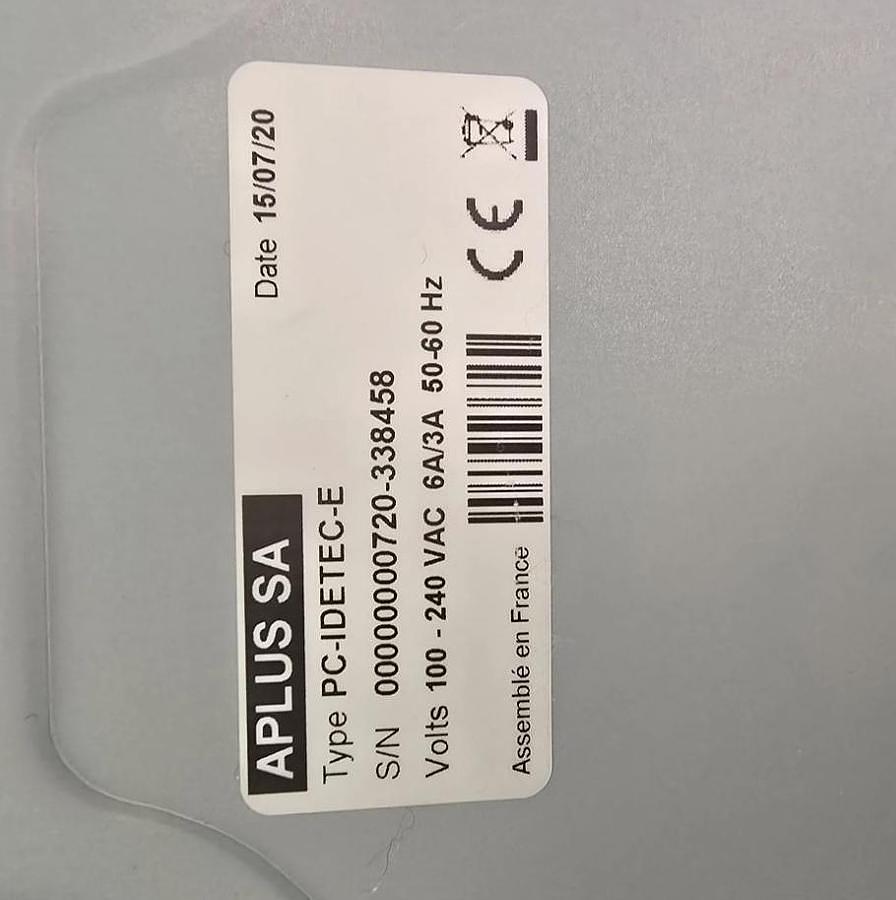 APLUS SA
Date 15/07/20
Type PC-IDETEC-E
S/N 0000000720-338458
Volts 100 - 240 VAC 6A/3A 50-60 Hz
Assemblé en France
CE